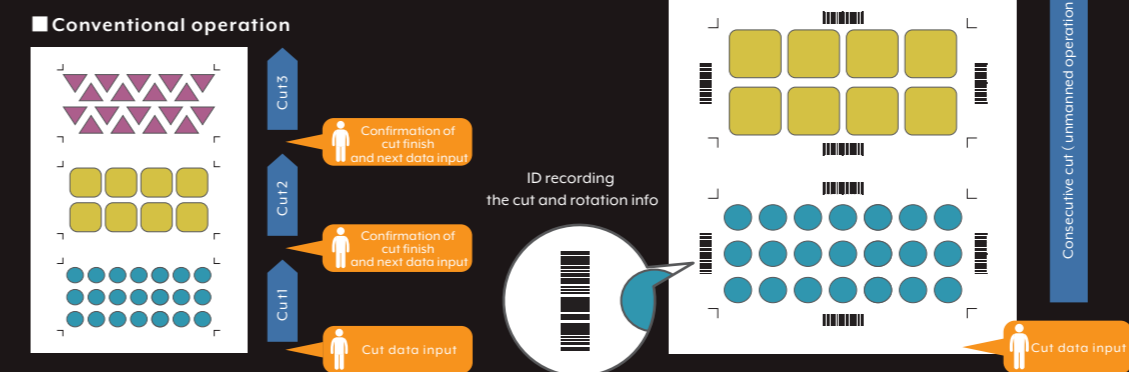 Conventional operation
Cut3
Confirmation of
cut finish
and next data input
Cut2
Confirmation of
cut finish
and next data input
Cut1
Cut data input
ID recording
the cut and rotation info
Consecutive cut ( unmanned operation
Cut data input